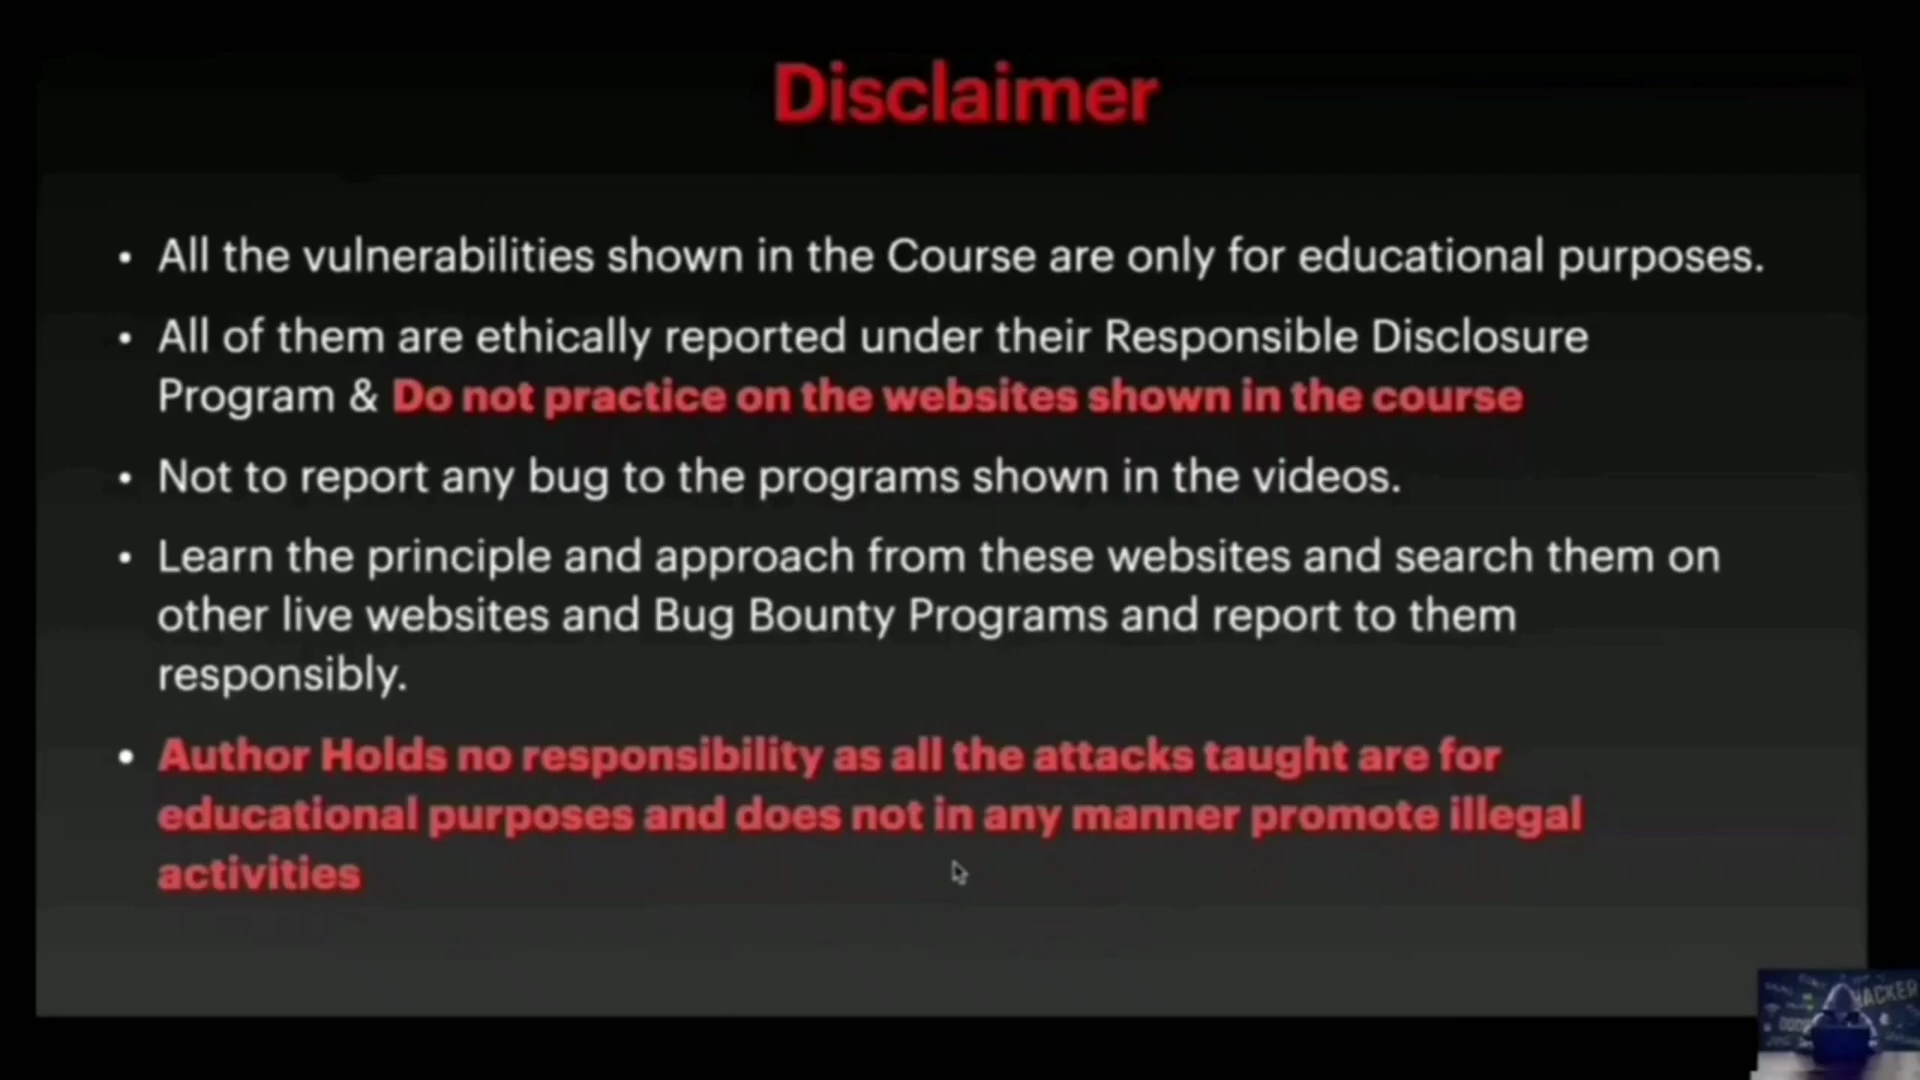 Disclaimer
• All the vulnerabilities shown in the Course are only for educational purposes.
• All of them are ethically reported under their Responsible Disclosure
Program & Do not practice on the websites shown in the course
• Not to report any bug to the programs shown in the videos.
• Learn the principle and approach from these websites and search them on
other live websites and Bug Bounty Programs and report to them
responsibly.
• Author Holds no responsibility as all the attacks taught are for
educational purposes and does not in any manner promote illegal
activities
HACKER